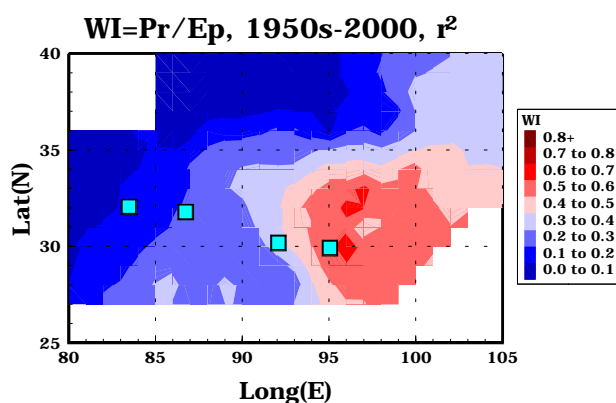 WI=Pr/Ep, 1950s-2000, r²
40
35
30
25
Lat(N)
80 85 90 95 100 105
Long(E)
WI
0.8+
0.7 to 0.8
0.6 to 0.7
0.5 to 0.6
0.4 to 0.5
0.3 to 0.4
0.2 to 0.3
0.1 to 0.2
0.0 to 0.1